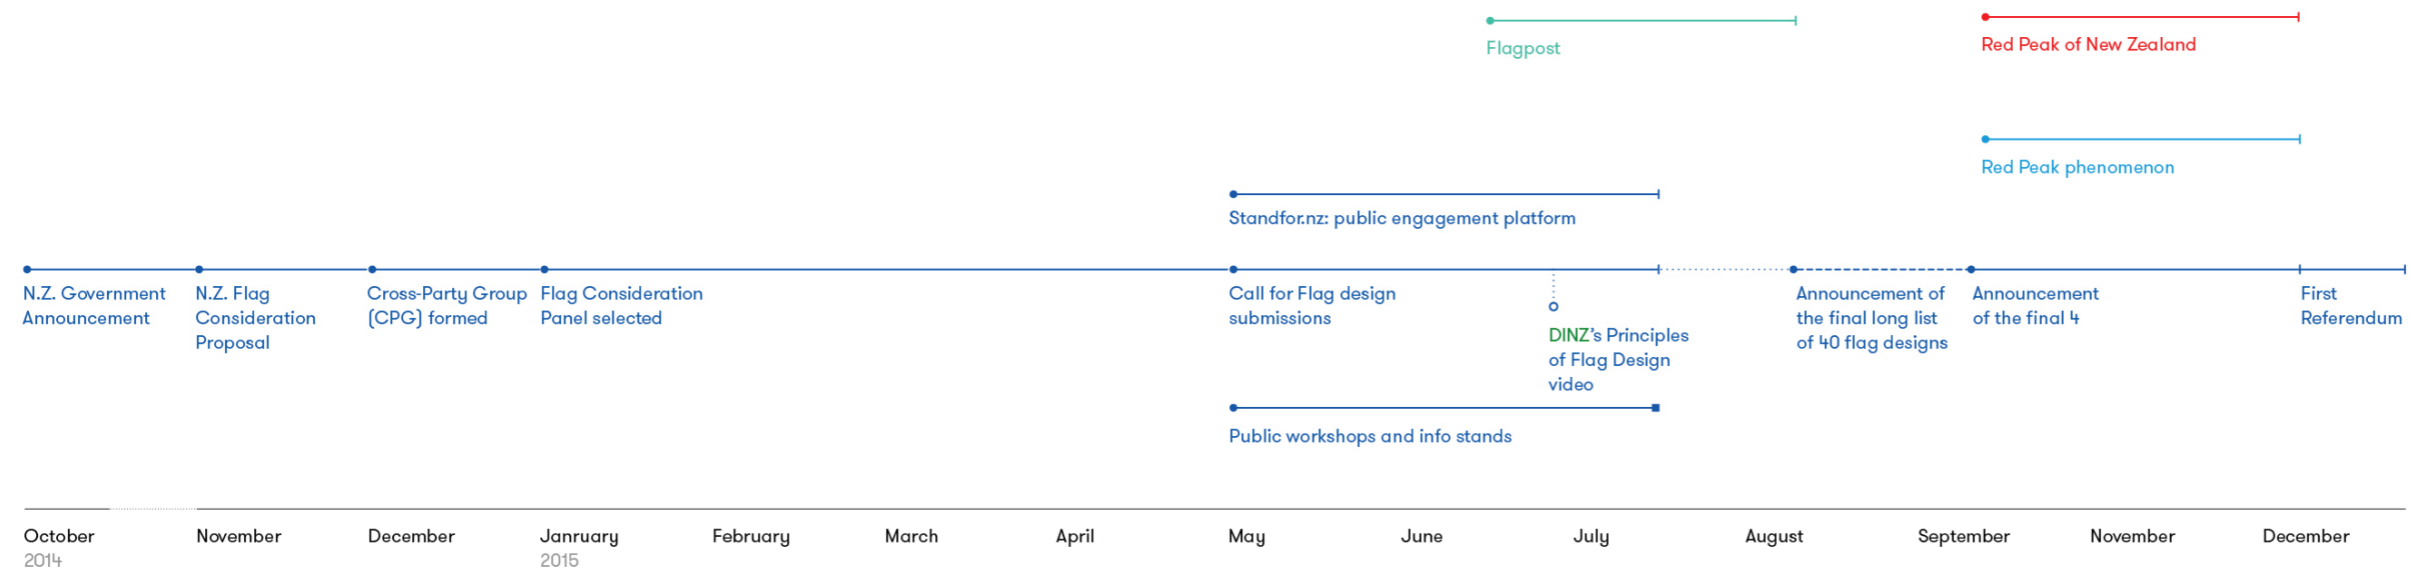 Flagpost
Red Peak of New Zealand
Red Peak phenomenon
Standfor.nz: public engagement platform
N.Z. Government
Announcement
N.Z. Flag
Consideration
Proposal
Cross-Party Group
(CPG) formed
Flag Consideration
Panel selected
Call for Flag design
submissions
DINZ's Principles
of Flag Design
video
Announcement of
the final long list
of 40 flag designs
Announcement
of the final 4
First
Referendum
Public workshops and info stands
October
2014
November
December
Janruary
2015
February
March
April
May
June
July
August
September
November
December